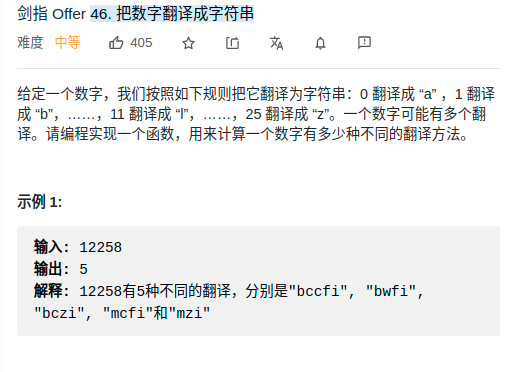 剑指 Offer 46. 把数字翻译成字符串
难度 中等 405
给定一个数字，我们按照如下规则把它翻译为字符串：0 翻译成 “a” ，1 翻译
成 “b”，……，11 翻译成 “l”，……，25 翻译成 “z”。一个数字可能有多个翻
译。请编程实现一个函数，用来计算一个数字有多少种不同的翻译方法。
示例 1:
输入: 12258
输出: 5
解释: 12258有5种不同的翻译，分别是"bccfi", "bwfi",
"bczi", "mcfi"和"mzi"